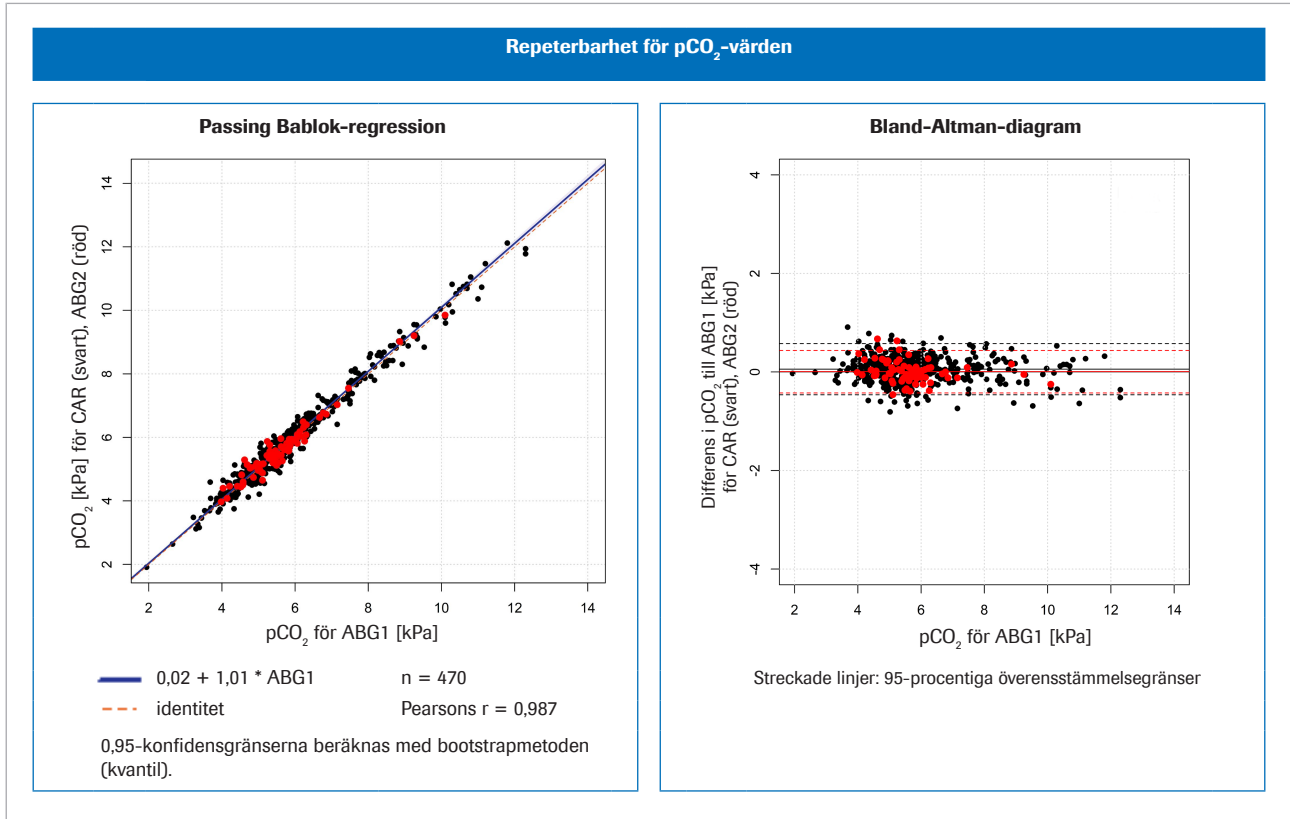 Repeterbarhet för pCO₂-värden
Passing Bablok-regression
pCO₂ [kPa] för CAR (svart), ABG2 (röd)
14
12
10
8
6
4
2
2 4 6 8 10 12 14
pCO₂ för ABG1 [kPa]
0,02 + 1,01 * ABG1 n = 470
identitet Pearsons r = 0,987
0,95-konfidensgränserna beräknas med bootstrapmetoden
(kvantil).
Bland-Altman-diagram
Differens i pCO₂ till ABG1 [kPa]
för CAR (svart), ABG2 (röd)
4
2
0
-2
-4
2 4 6 8 10 12 14
pCO₂ för ABG1 [kPa]
Streckade linjer: 95-procentiga överensstämmelsegränser